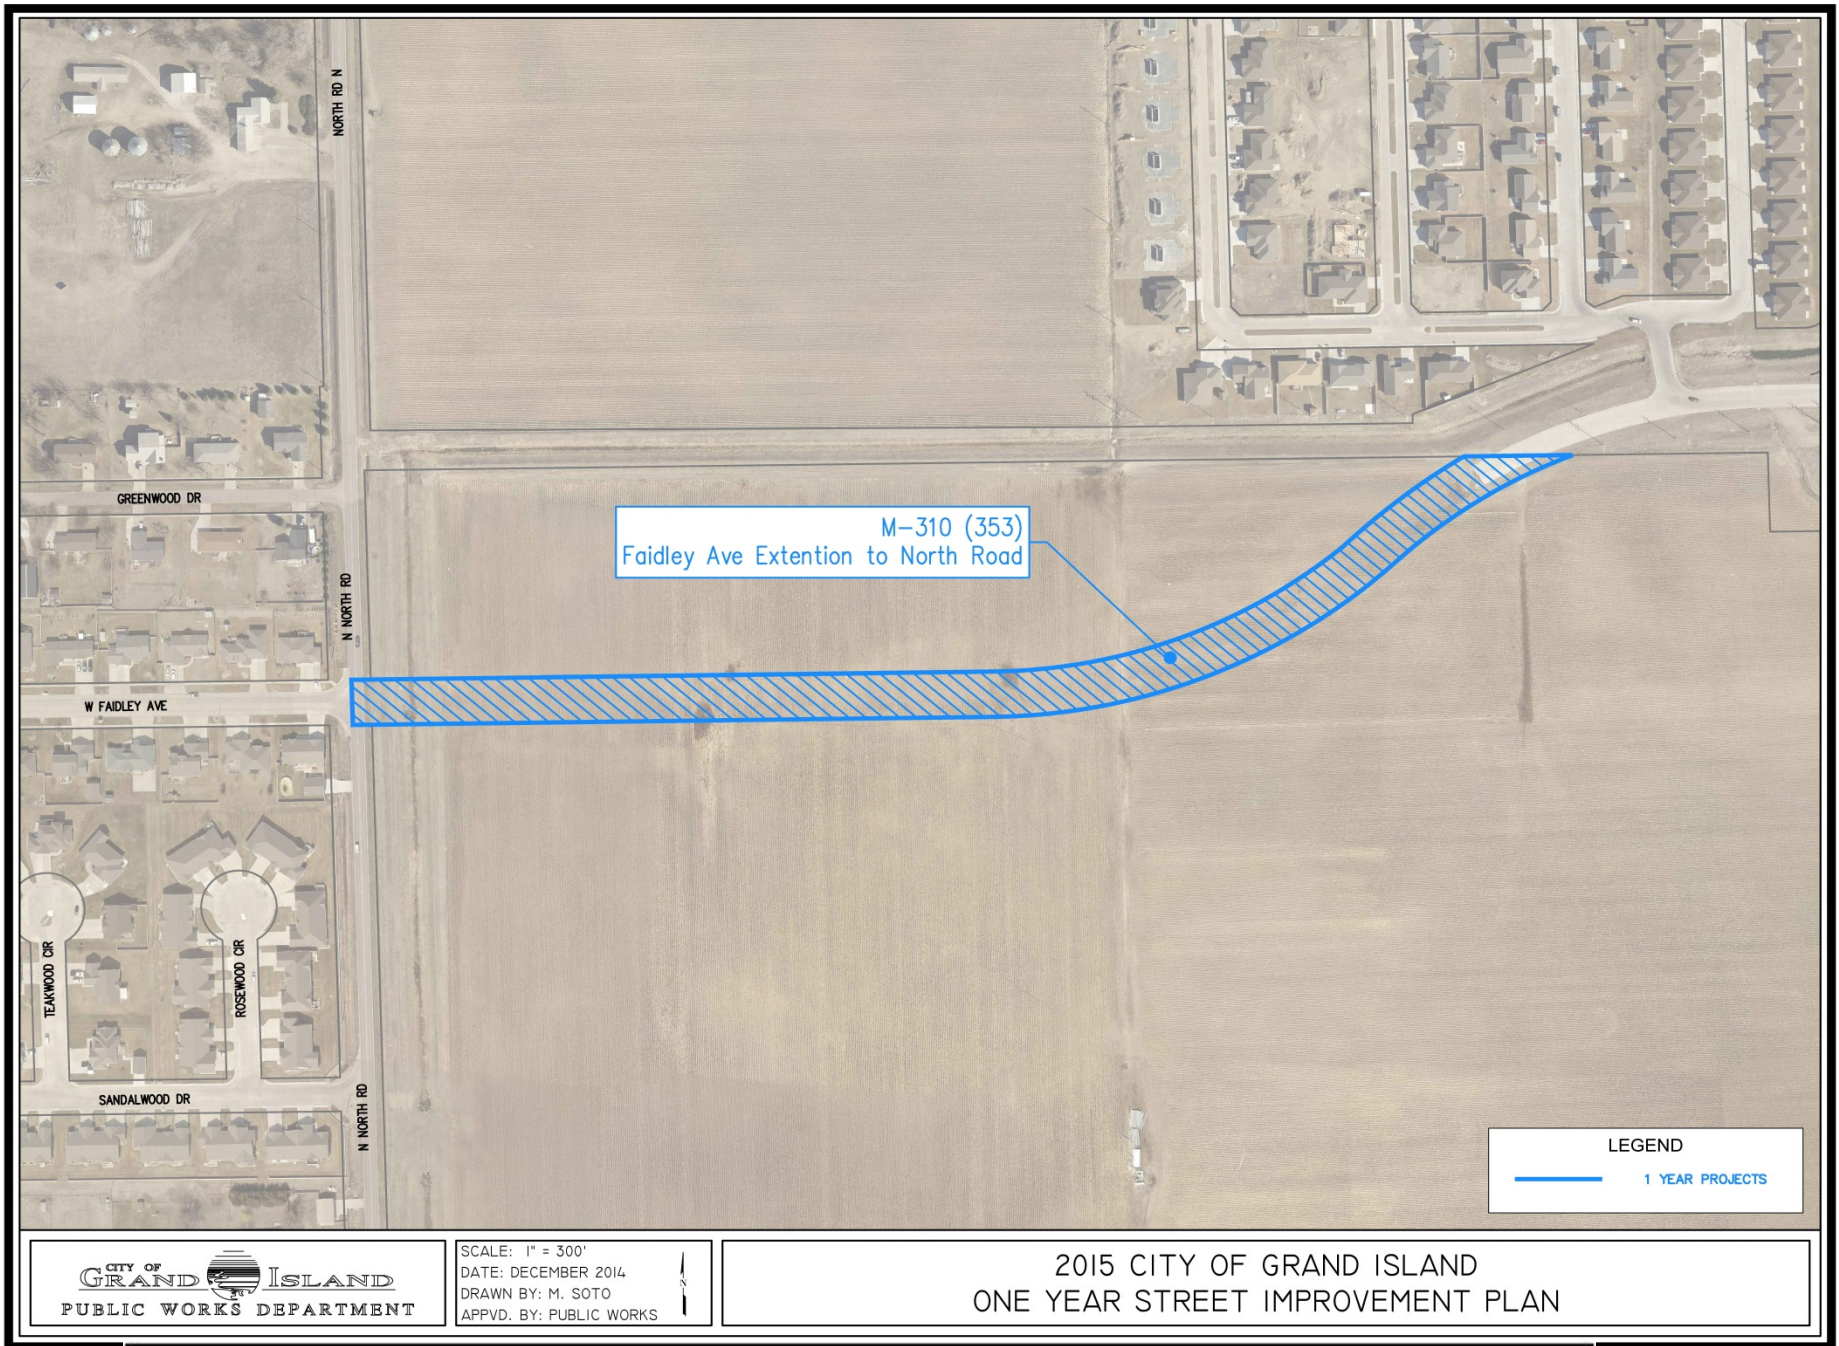 NORTH RD N
GREENWOOD DR
M-310 (353)
Faidley Ave Extention to North Road
N NORTH RD
W FAIDLEY AVE
TEAKWOOD CIR
ROSEWOOD CIR
SANDALWOOD DR
N NORTH RD
LEGEND
1 YEAR PROJECTS
CITY OF
GRAND ISLAND
PUBLIC WORKS DEPARTMENT
SCALE: 1" = 300'
DATE: DECEMBER 2014
DRAWN BY: M. SOTO
APPVD. BY: PUBLIC WORKS
N
2015 CITY OF GRAND ISLAND
ONE YEAR STREET IMPROVEMENT PLAN